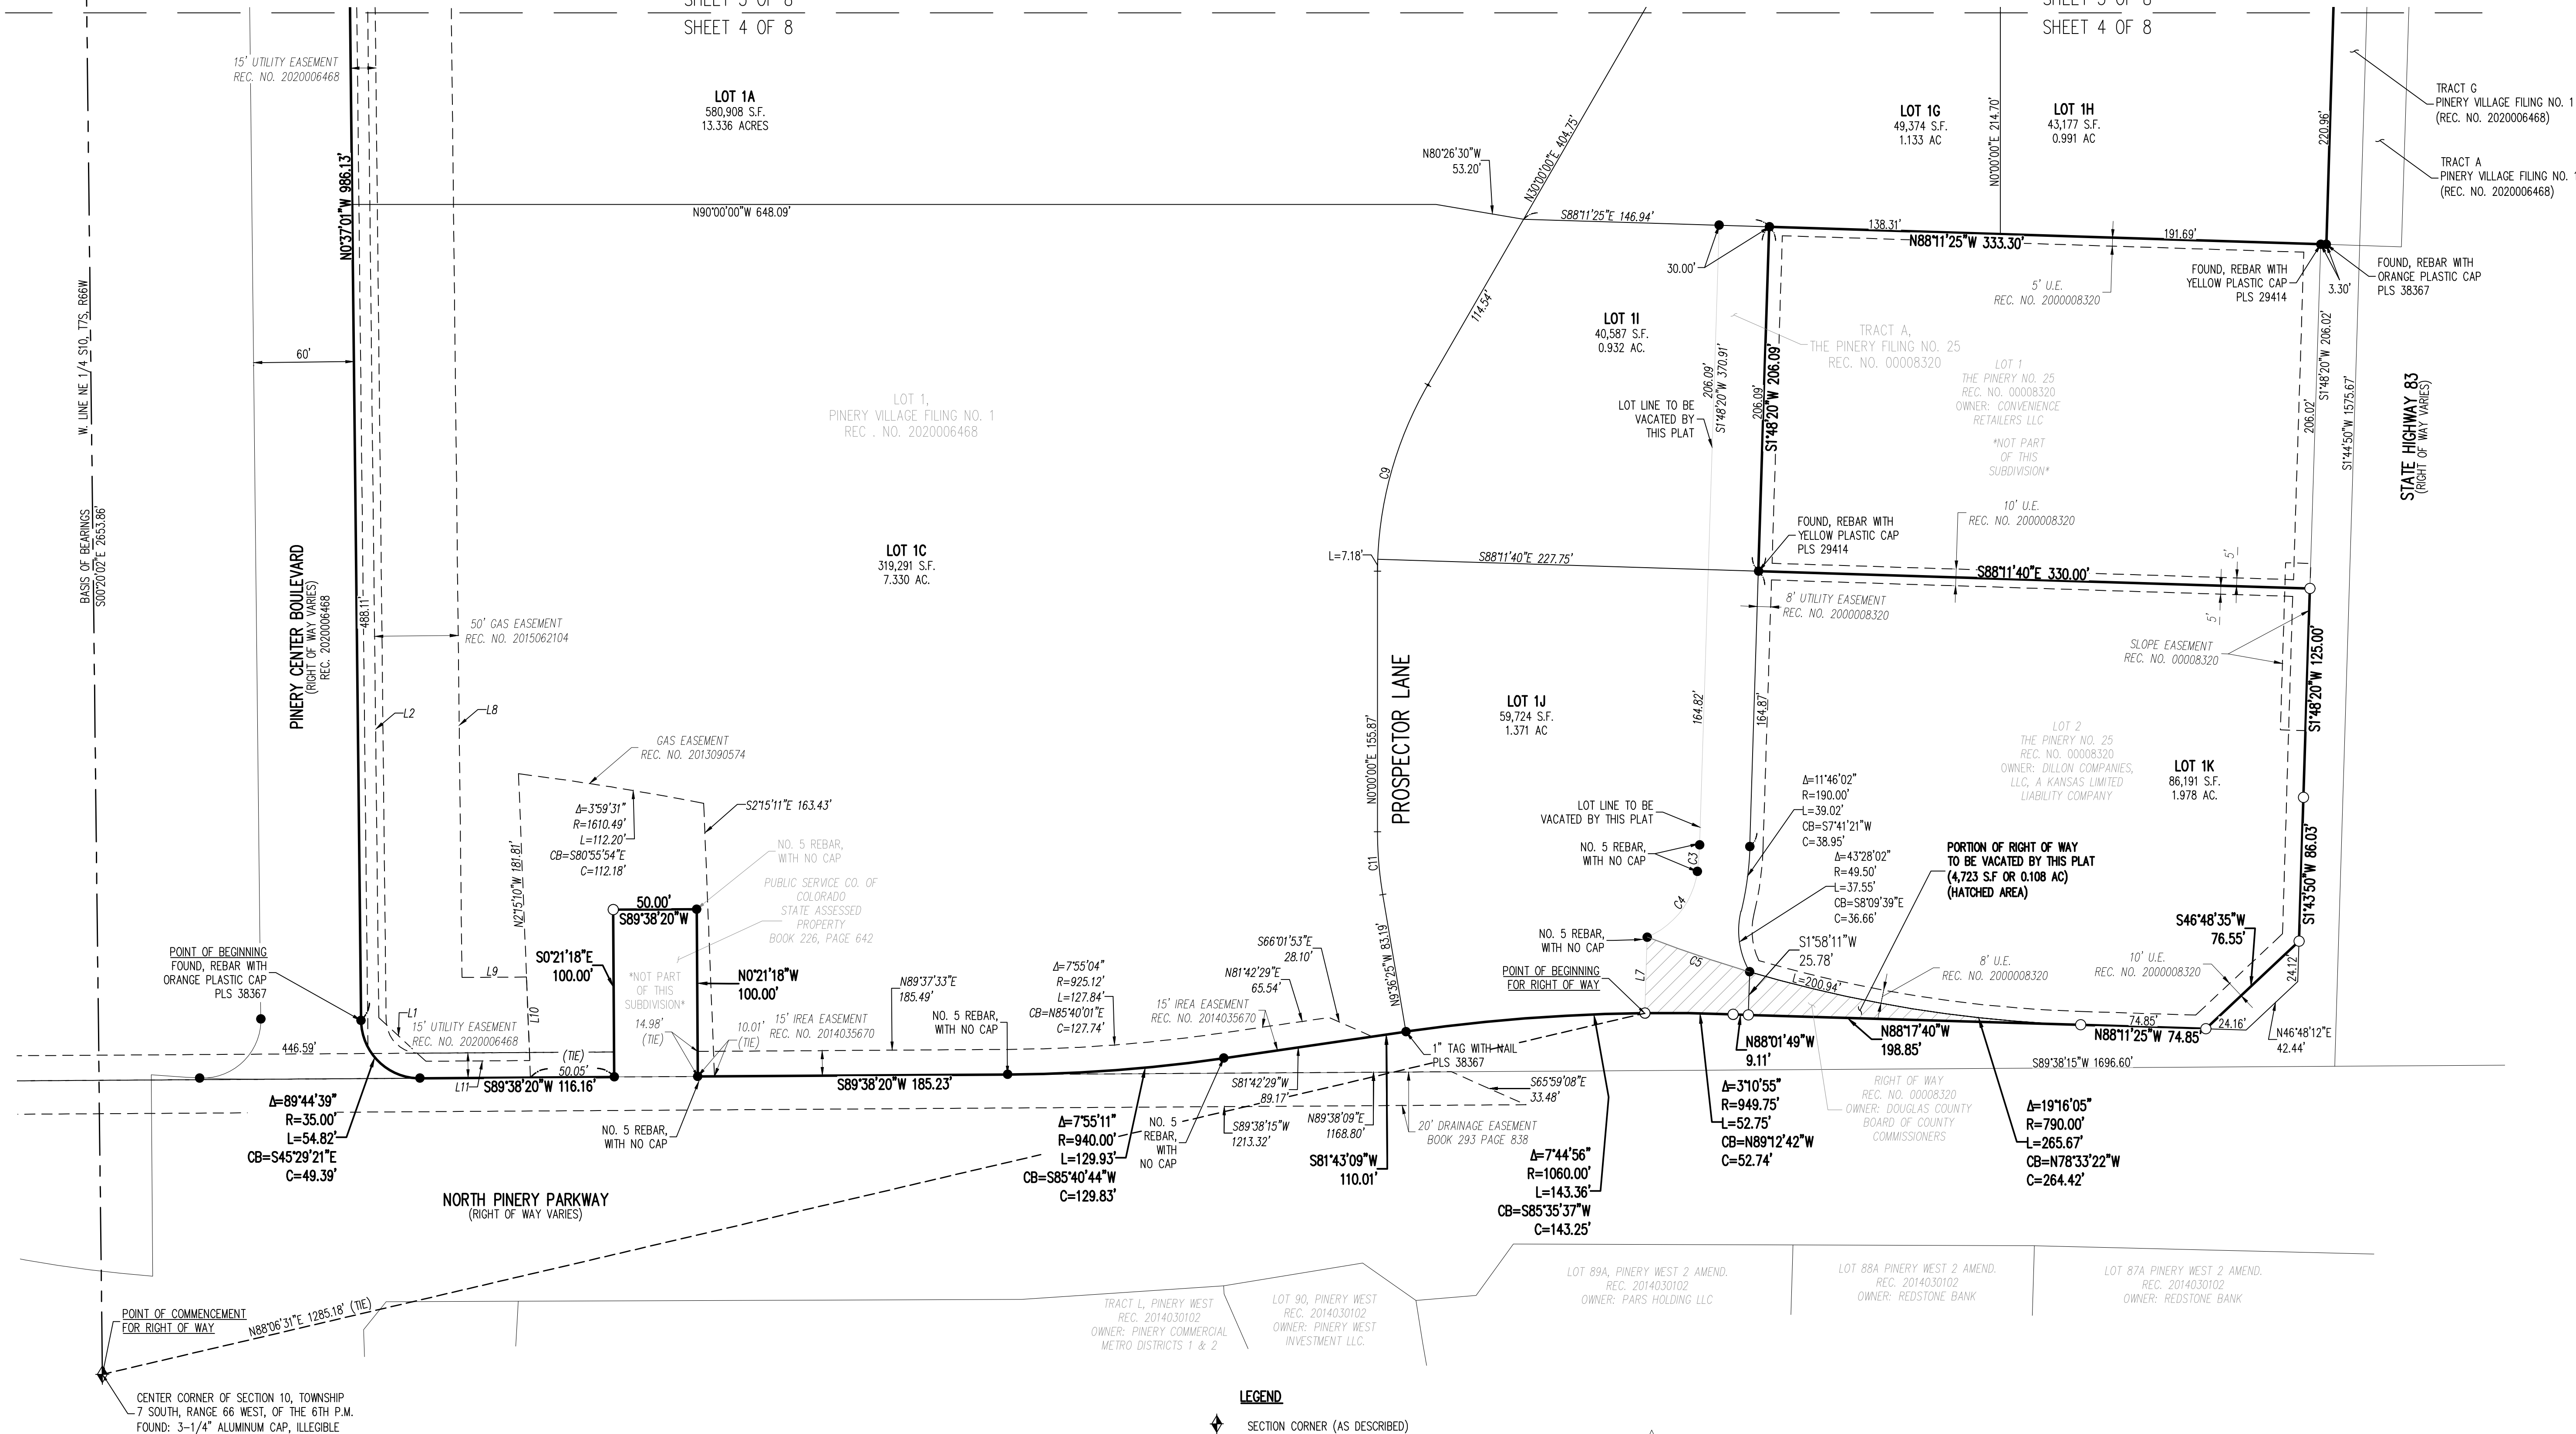 SHEET 4 OF 8
SHEET 4 OF 8
15' UTILITY EASEMENT
REC. NO. 2020006468
LOT 1A
580,908 S.F.
13.336 ACRES
N0°37'01"W 986.13'
N90°00'00"W 648.09'
N80°26'30"W
53.20'
N30°00'00"E 404.75'
S88°11'25"E 146.94'
LOT 1G
49,374 S.F.
1.133 AC
N0°00'00"E 214.70'
LOT 1H
43,177 S.F.
0.991 AC
220.96'
TRACT G
PINERY VILLAGE FILING NO. 1
(REC. NO. 2020006468)
TRACT A
PINERY VILLAGE FILING NO. 1
(REC. NO. 2020006468)
138.31'
N88°11'25"W 333.30'
191.69'
30.00'
FOUND, REBAR WITH
YELLOW PLASTIC CAP
PLS 29414
3.30'
FOUND, REBAR WITH
ORANGE PLASTIC CAP
PLS 38367
5' U.E.
REC. NO. 2000008320
W. LINE NE 1/4 S10, T7S, R66W
BASIS OF BEARINGS
S00°20'02"E 2653.86'
60'
114.54'
LOT 1I
40,587 S.F.
0.932 AC.
TRACT A,
THE PINERY FILING NO. 25
REC. NO. 00008320
LOT 1
THE PINERY NO. 25
REC. NO. 00008320
OWNER: CONVENIENCE
RETAILERS LLC
*NOT PART
OF THIS
SUBDIVISION*
206.09'
S1°48'20"W 370.91'
206.09'
S1°48'20"W 206.09'
206.02'
S1°48'20"W 206.02'
S1°44'50"W 1575.67'
STATE HIGHWAY 83
(RIGHT OF WAY VARIES)
LOT 1,
PINERY VILLAGE FILING NO. 1
REC . NO. 2020006468
LOT LINE TO BE
VACATED BY
THIS PLAT
C9
10' U.E.
REC. NO. 2000008320
FOUND, REBAR WITH
YELLOW PLASTIC CAP
PLS 29414
LOT 1C
319,291 S.F.
7.330 AC.
L=7.18'
S88°11'40"E 227.75'
S88°11'40"E 330.00'
5'
5'
8' UTILITY EASEMENT
REC. NO. 2000008320
PINERY CENTER BOULEVARD
(RIGHT OF WAY VARIES)
REC. 2020006468
488.11'
50' GAS EASEMENT
REC. NO. 2015062104
SLOPE EASEMENT
REC. NO. 00008320
S1°48'20"W 125.00'
L2
L8
PROSPECTOR LANE
N0°00'00"E 155.87'
LOT 1J
59,724 S.F.
1.371 AC
164.82'
164.87'
LOT 2
THE PINERY NO. 25
REC. NO. 00008320
OWNER: DILLON COMPANIES,
LLC, A KANSAS LIMITED
LIABILITY COMPANY
LOT 1K
86,191 S.F.
1.978 AC.
GAS EASEMENT
REC. NO. 2013090574
Δ=3°59'31"
R=1610.49'
L=112.20'
CB=S80°55'54"E
C=112.18'
S2°15'11"E 163.43'
N2°15'10"W 181.81'
NO. 5 REBAR,
WITH NO CAP
PUBLIC SERVICE CO. OF
COLORADO
STATE ASSESSED
PROPERTY
BOOK 226, PAGE 642
LOT LINE TO BE
VACATED BY THIS PLAT
NO. 5 REBAR,
WITH NO CAP
C3
C4
C11
Δ=11°46'02"
R=190.00'
L=39.02'
CB=S7°41'21"W
C=38.95'
Δ=43°28'02"
R=49.50'
L=37.55'
CB=S8°09'39"E
C=36.66'
PORTION OF RIGHT OF WAY
TO BE VACATED BY THIS PLAT
(4,723 S.F OR 0.108 AC)
(HATCHED AREA)
S1°43'50"W 86.03'
50.00'
S89°38'20"W
S0°21'18"E
100.00'
*NOT PART
OF THIS
SUBDIVISION*
N0°21'18"W
100.00'
POINT OF BEGINNING
FOUND, REBAR WITH
ORANGE PLASTIC CAP
PLS 38367
L9
L10
L1
15' UTILITY EASEMENT
REC. NO. 2020006468
14.98'
(TIE)
10.01'
(TIE)
15' IREA EASEMENT
REC. NO. 2014035670
N89°37'33"E
185.49'
NO. 5 REBAR,
WITH NO CAP
Δ=7°55'04"
R=925.12'
L=127.84'
CB=N85°40'01"E
C=127.74'
15' IREA EASEMENT
REC. NO. 2014035670
N81°42'29"E
65.54'
S66°01'53"E
28.10'
N9°36'25"W 83.19'
NO. 5 REBAR,
WITH NO CAP
POINT OF BEGINNING
FOR RIGHT OF WAY
L7
C5
S1°58'11"W
25.78'
L=200.94'
8' U.E.
REC. NO. 2000008320
10' U.E.
REC. NO. 2000008320
S46°48'35"W
76.55'
24.12'
446.59'
(TIE)
50.05'
L11
S89°38'20"W 116.16'
S89°38'20"W 185.23'
1" TAG WITH NAIL
PLS 38367
N88°01'49"W
9.11'
N88°17'40"W
198.85'
74.85'
N88°11'25"W 74.85'
24.16'
N46°48'12"E
42.44'
S89°38'15"W 1696.60'
Δ=89°44'39"
R=35.00'
L=54.82'
CB=S45°29'21"E
C=49.39'
NO. 5 REBAR,
WITH NO CAP
Δ=7°55'11"
R=940.00'
L=129.93'
CB=S85°40'44"W
C=129.83'
NO. 5
REBAR,
WITH
NO CAP
S81°42'29"W
89.17'
S89°38'15"W
1213.32'
N89°38'09"E
1168.80'
S81°43'09"W
110.01'
S65°59'08"E
33.48'
20' DRAINAGE EASEMENT
BOOK 293 PAGE 838
Δ=7°44'56"
R=1060.00'
L=143.36'
CB=S85°35'37"W
C=143.25'
Δ=3°10'55"
R=949.75'
L=52.75'
CB=N89°12'42"W
C=52.74'
RIGHT OF WAY
REC. NO. 00008320
OWNER: DOUGLAS COUNTY
BOARD OF COUNTY
COMMISSIONERS
Δ=19°16'05"
R=790.00'
L=265.67'
CB=N78°33'22"W
C=264.42'
NORTH PINERY PARKWAY
(RIGHT OF WAY VARIES)
POINT OF COMMENCEMENT
FOR RIGHT OF WAY
N88°06'31"E 1285.18' (TIE)
TRACT L, PINERY WEST
REC. 2014030102
OWNER: PINERY COMMERCIAL
METRO DISTRICTS 1 & 2
LOT 90, PINERY WEST
REC. 2014030102
OWNER: PINERY WEST
INVESTMENT LLC.
LOT 89A, PINERY WEST 2 AMEND.
REC. 2014030102
OWNER: PARS HOLDING LLC
LOT 88A PINERY WEST 2 AMEND.
REC. 2014030102
OWNER: REDSTONE BANK
LOT 87A PINERY WEST 2 AMEND.
REC. 2014030102
OWNER: REDSTONE BANK
CENTER CORNER OF SECTION 10, TOWNSHIP
7 SOUTH, RANGE 66 WEST, OF THE 6TH P.M.
FOUND: 3-1/4" ALUMINUM CAP, ILLEGIBLE
LEGEND
SECTION CORNER (AS DESCRIBED)